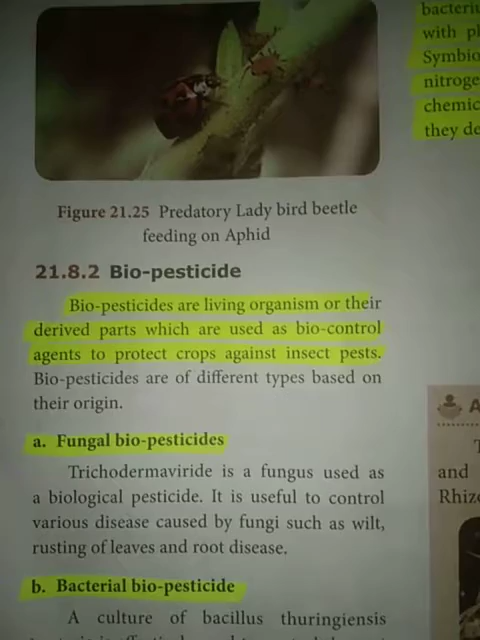 Figure 21.25 Predatory Lady bird beetle
feeding on Aphid
21.8.2 Bio-pesticide
Bio-pesticides are living organism or their
derived parts which are used as bio-control
agents to protect crops against insect pests.
Bio-pesticides are of different types based on
their origin.
a. Fungal bio-pesticides
Trichodermaviride is a fungus used as
a biological pesticide. It is useful to control
various disease caused by fungi such as wilt,
rusting of leaves and root disease.
b. Bacterial bio-pesticide
A culture of bacillus thuringiensis
with
Symbio
nitroge
chemic
they de
A
and
Rhizo